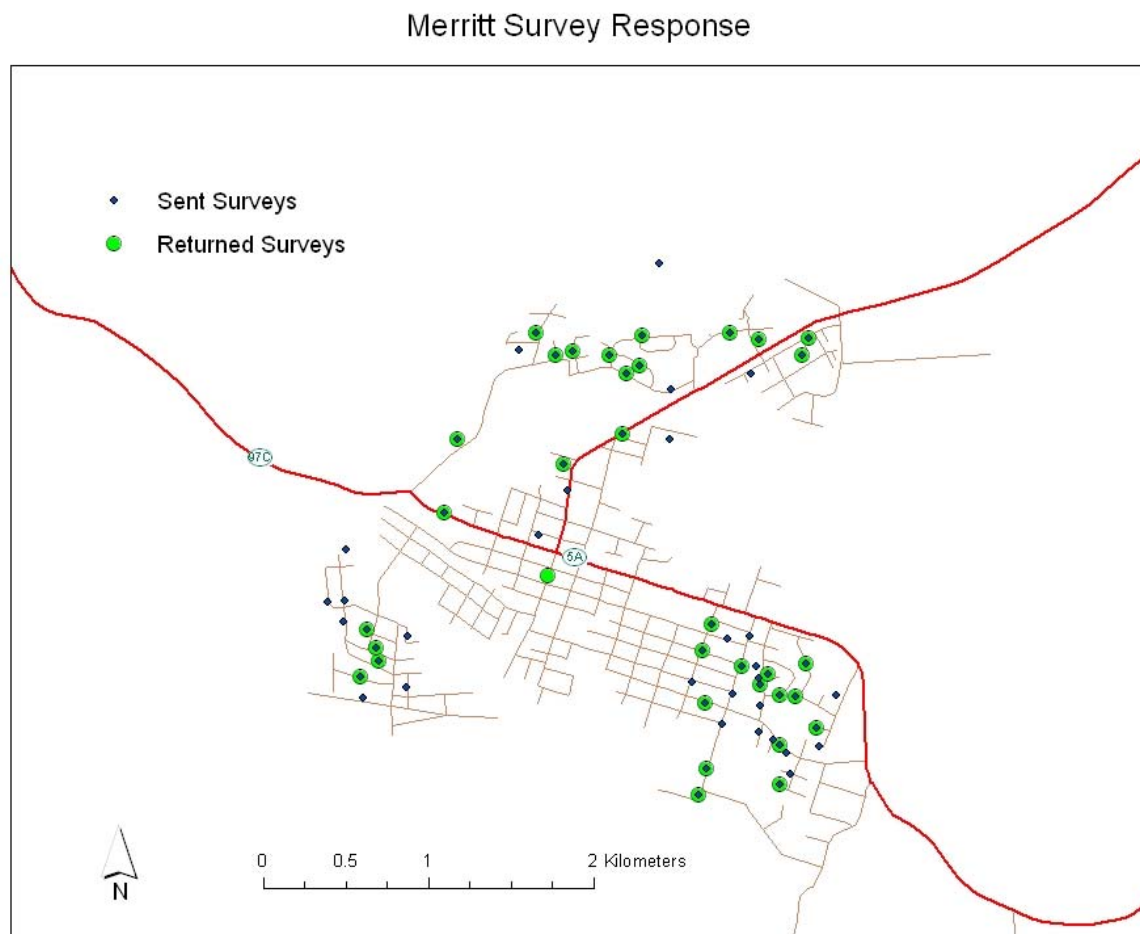 Merritt Survey Response
Sent Surveys
Returned Surveys
97C
5A
0 0.5 1 2 Kilometers
N